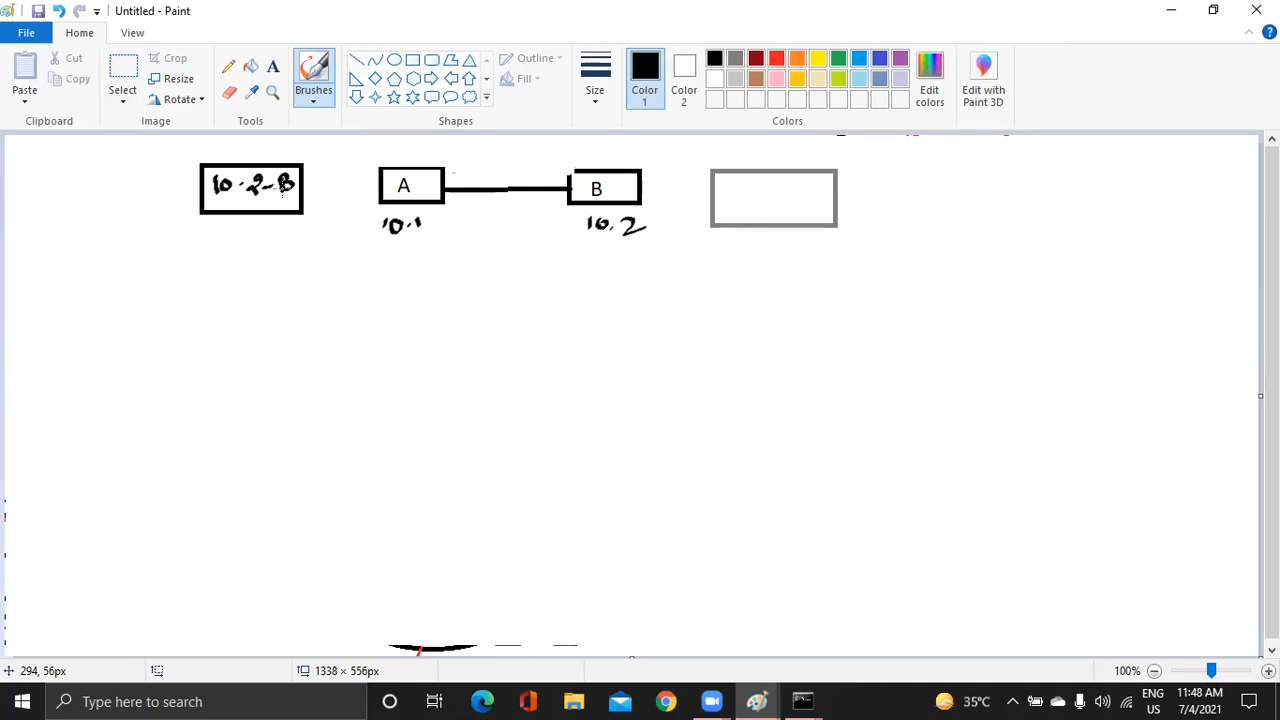 Untitled - Paint
File
Home
View
Paste
Cut
Copy
Clipboard
Select
Crop
Resize
Rotate
Image
A
Tools
Brushes
Shapes
Outline
Fill
Size
Color 1
Color 2
Edit colors
Edit with Paint 3D
Colors
10.2-B
A
B
10.1
10.2
294, 56px
1338 × 556px
100%
Type here to search
35°C
ENG
US
11:48 AM
7/4/2021